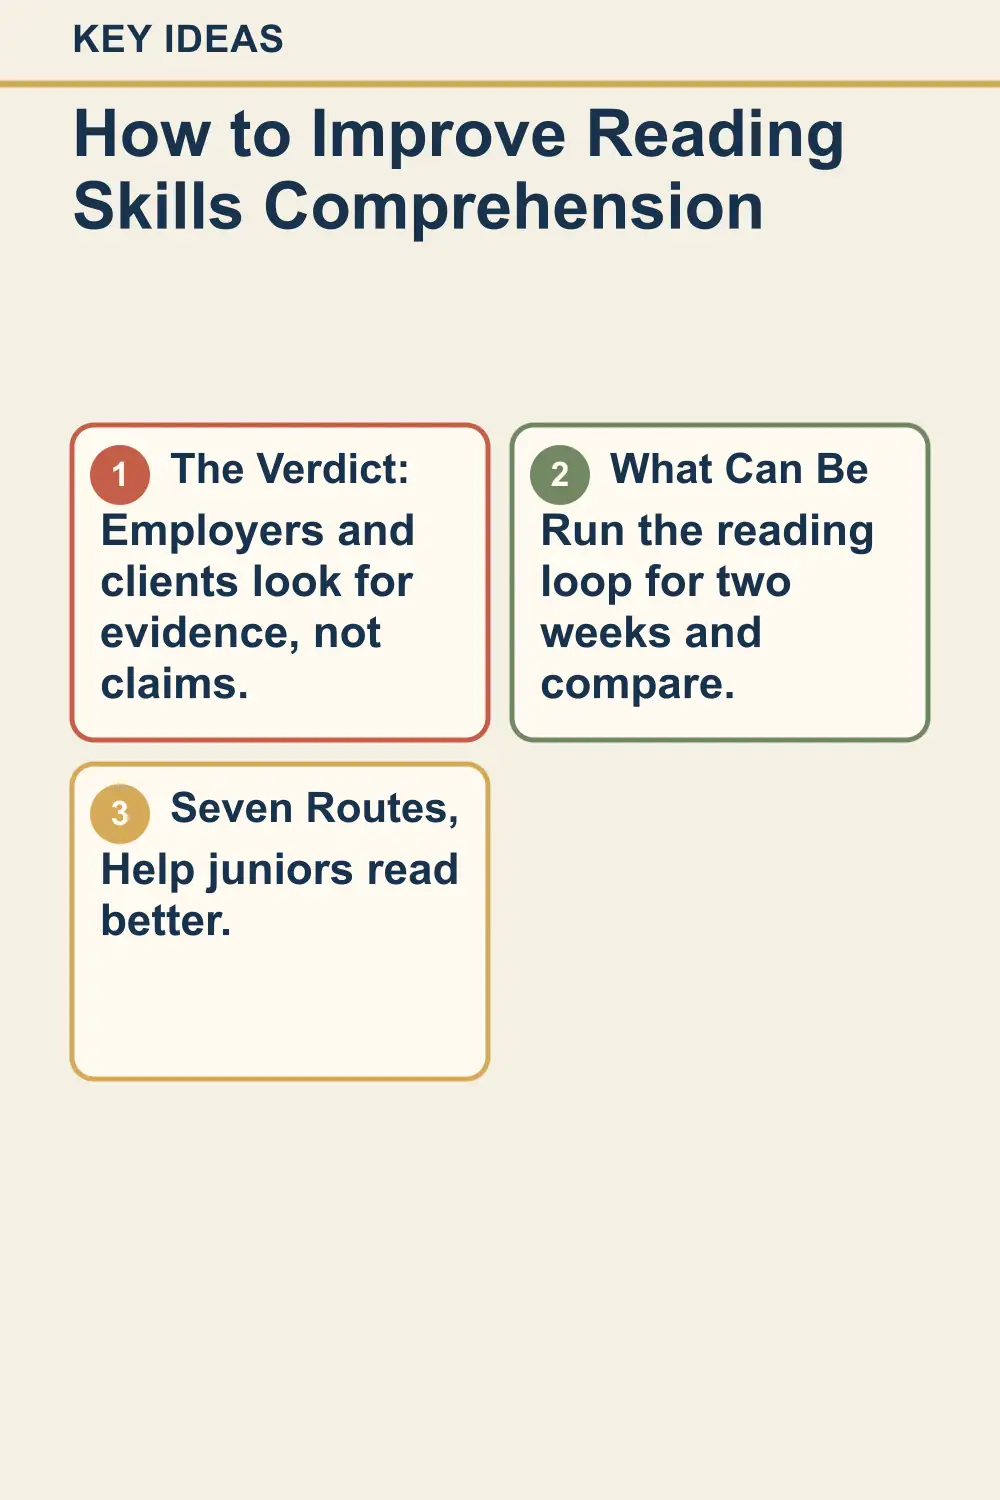 KEY IDEAS
How to Improve Reading
Skills Comprehension
1 The Verdict:
Employers and
clients look for
evidence, not
claims.
2 What Can Be
Run the reading
loop for two
weeks and
compare.
3 Seven Routes,
Help juniors read
better.